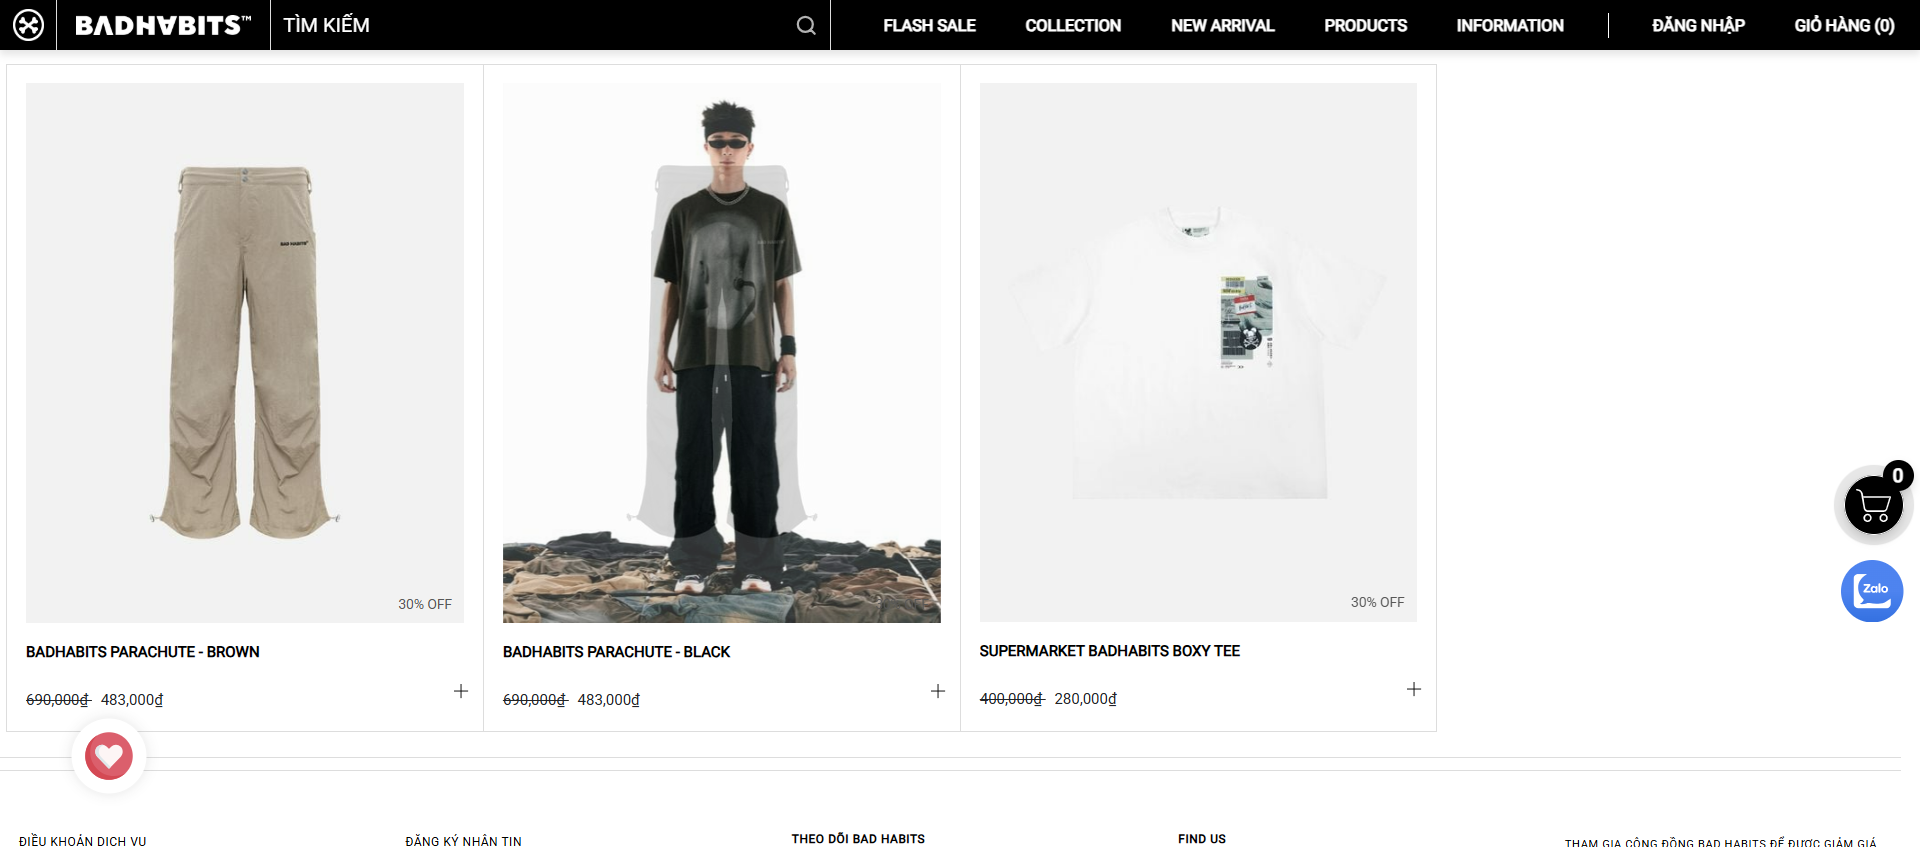 BADHABITS™ TÌM KIẾM FLASH SALE COLLECTION NEW ARRIVAL PRODUCTS INFORMATION ĐĂNG NHẬP GIỎ HÀNG (0)
BAD HABITS
30% OFF
BADHABITS PARACHUTE - BROWN
690,000₫ 483,000₫
BADHABITS PARACHUTE - BLACK
690,000₫ 483,000₫
30% OFF
SUPERMARKET BADHABITS BOXY TEE
400,000₫ 280,000₫
0
Zalo
ĐIỀU KHOẢN DỊCH VỤ
ĐĂNG KÝ NHẬN TIN
THEO DÕI BAD HABITS
FIND US
THAM GIA CỘNG ĐỒNG BAD HABITS ĐỂ ĐƯỢC GIẢM GIÁ